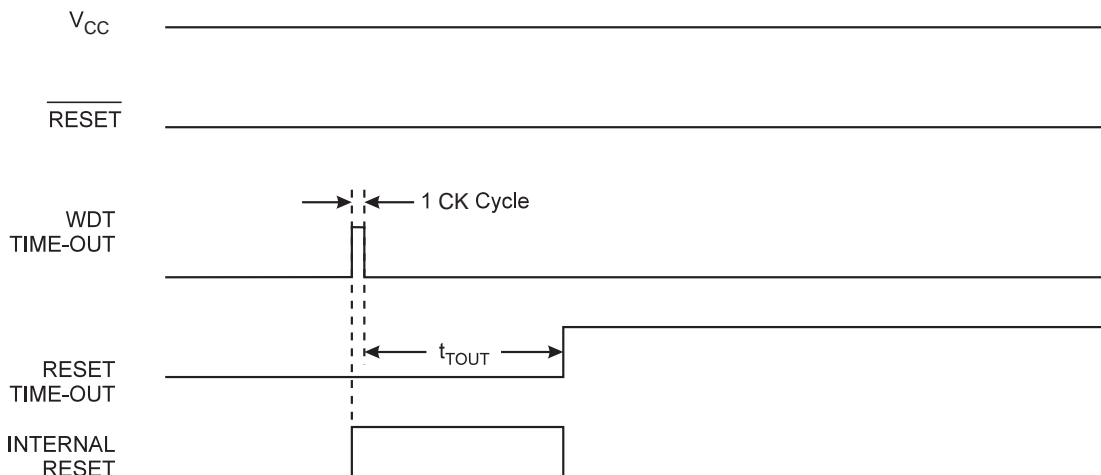 VCC
RESET
1 CK Cycle
WDT
TIME-OUT
tTOUT
RESET
TIME-OUT
INTERNAL
RESET